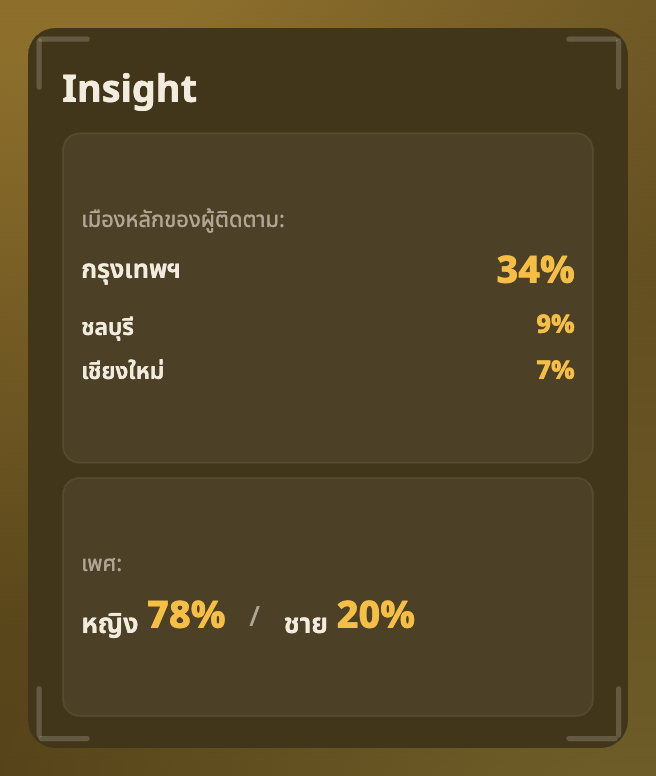 Insight
เมืองหลักของผู้ติดตาม:
กรุงเทพฯ 34%
ชลบุรี 9%
เชียงใหม่ 7%
เพศ:
หญิง 78% / ชาย 20%